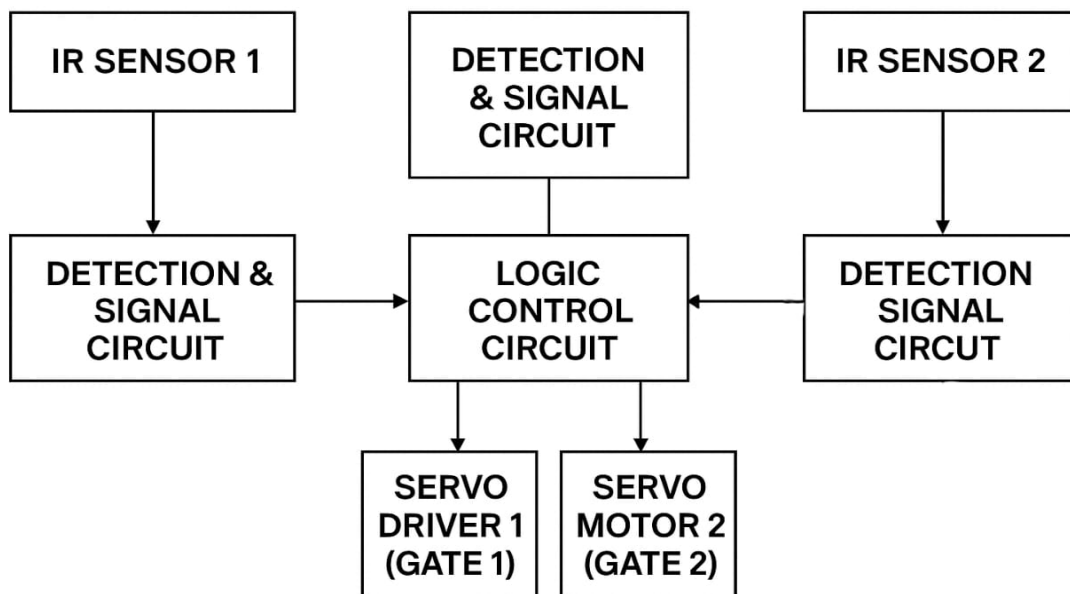 IR SENSOR 1
DETECTION
& SIGNAL
CIRCUIT
IR SENSOR 2
DETECTION &
SIGNAL
CIRCUIT
LOGIC
CONTROL
CIRCUIT
DETECTION
SIGNAL
CIRCUT
SERVO
DRIVER 1
(GATE 1)
SERVO
MOTOR 2
(GATE 2)